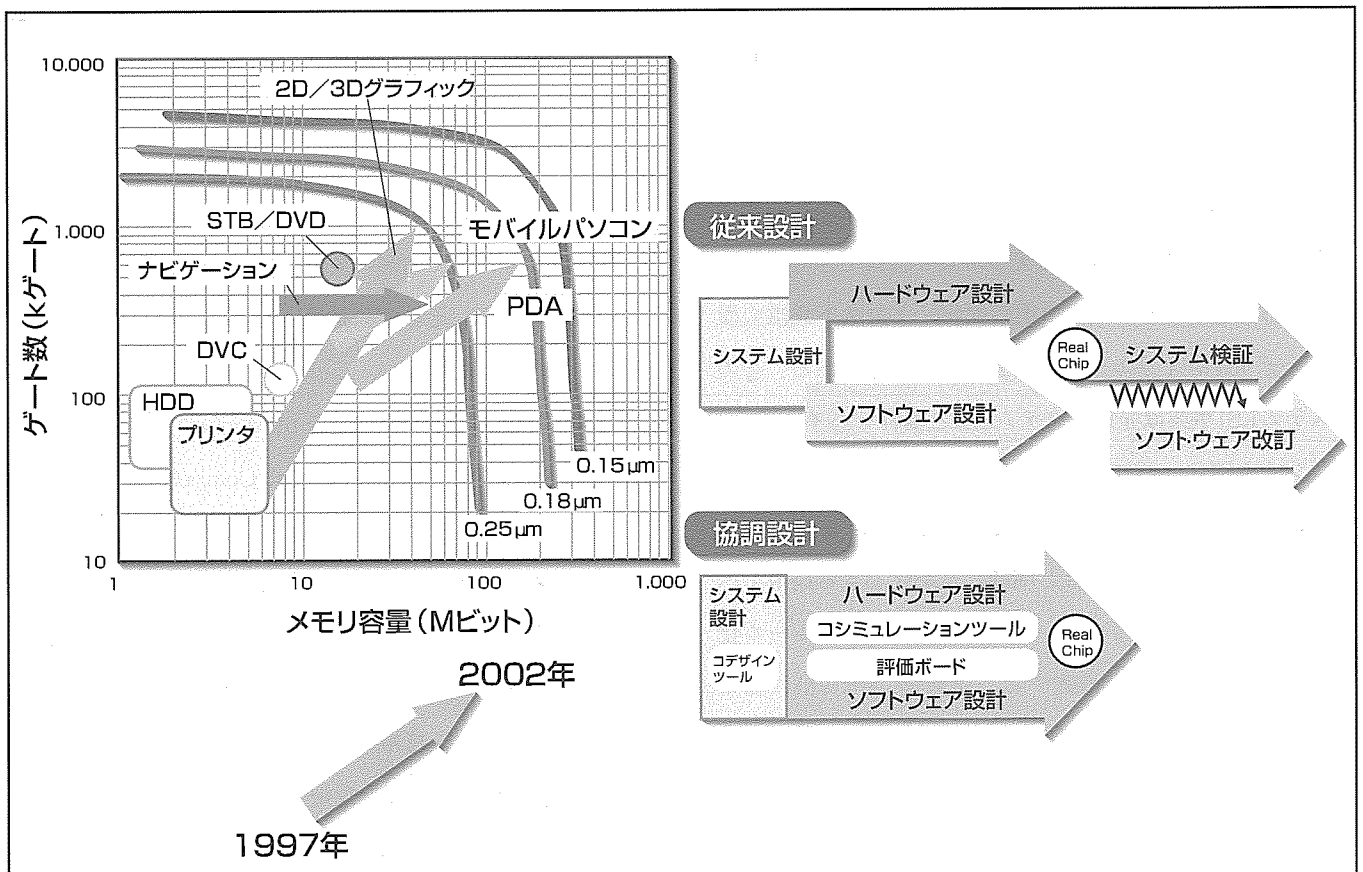 10.000
2D／3Dグラフィック
STB／DVD
1.000
モバイルパソコン
ナビゲーション
PDA
DVC
100
HDD
プリンタ
0.15μm
0.18μm
0.25μm
10
1
10
100
1.000
ゲート数(kゲート)
メモリ容量(Mビット)
2002年
1997年
従来設計
ハードウェア設計
システム設計
Real
Chip
システム検証
ソフトウェア設計
ソフトウェア改訂
協調設計
システム
設計
コデザイン
ツール
ハードウェア設計
コシミュレーションツール
評価ボード
ソフトウェア設計
Real
Chip